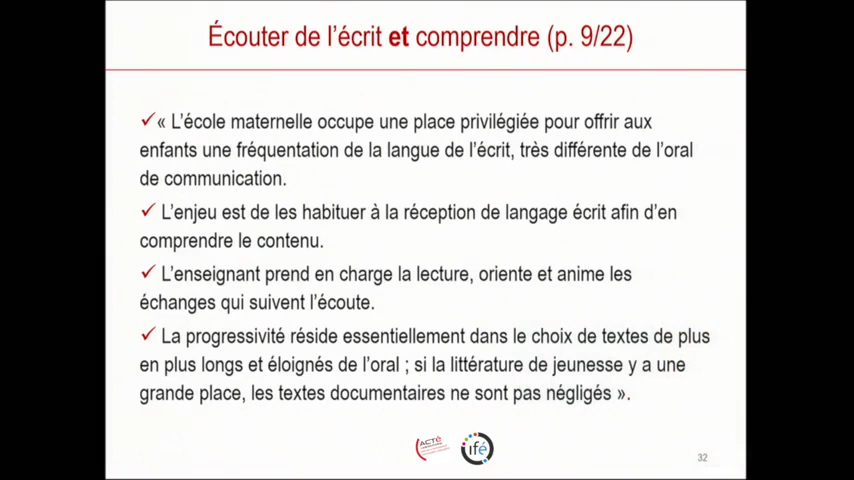 Écouter de l'écrit et comprendre (p. 9/22)
✓« L'école maternelle occupe une place privilégiée pour offrir aux
enfants une fréquentation de la langue de l'écrit, très différente de l'oral
de communication.
✓ L'enjeu est de les habituer à la réception de langage écrit afin d'en
comprendre le contenu.
✓ L'enseignant prend en charge la lecture, oriente et anime les
échanges qui suivent l'écoute.
✓ La progressivité réside essentiellement dans le choix de textes de plus
en plus longs et éloignés de l'oral ; si la littérature de jeunesse y a une
grande place, les textes documentaires ne sont pas négligés ».
ACTé
ifé
32